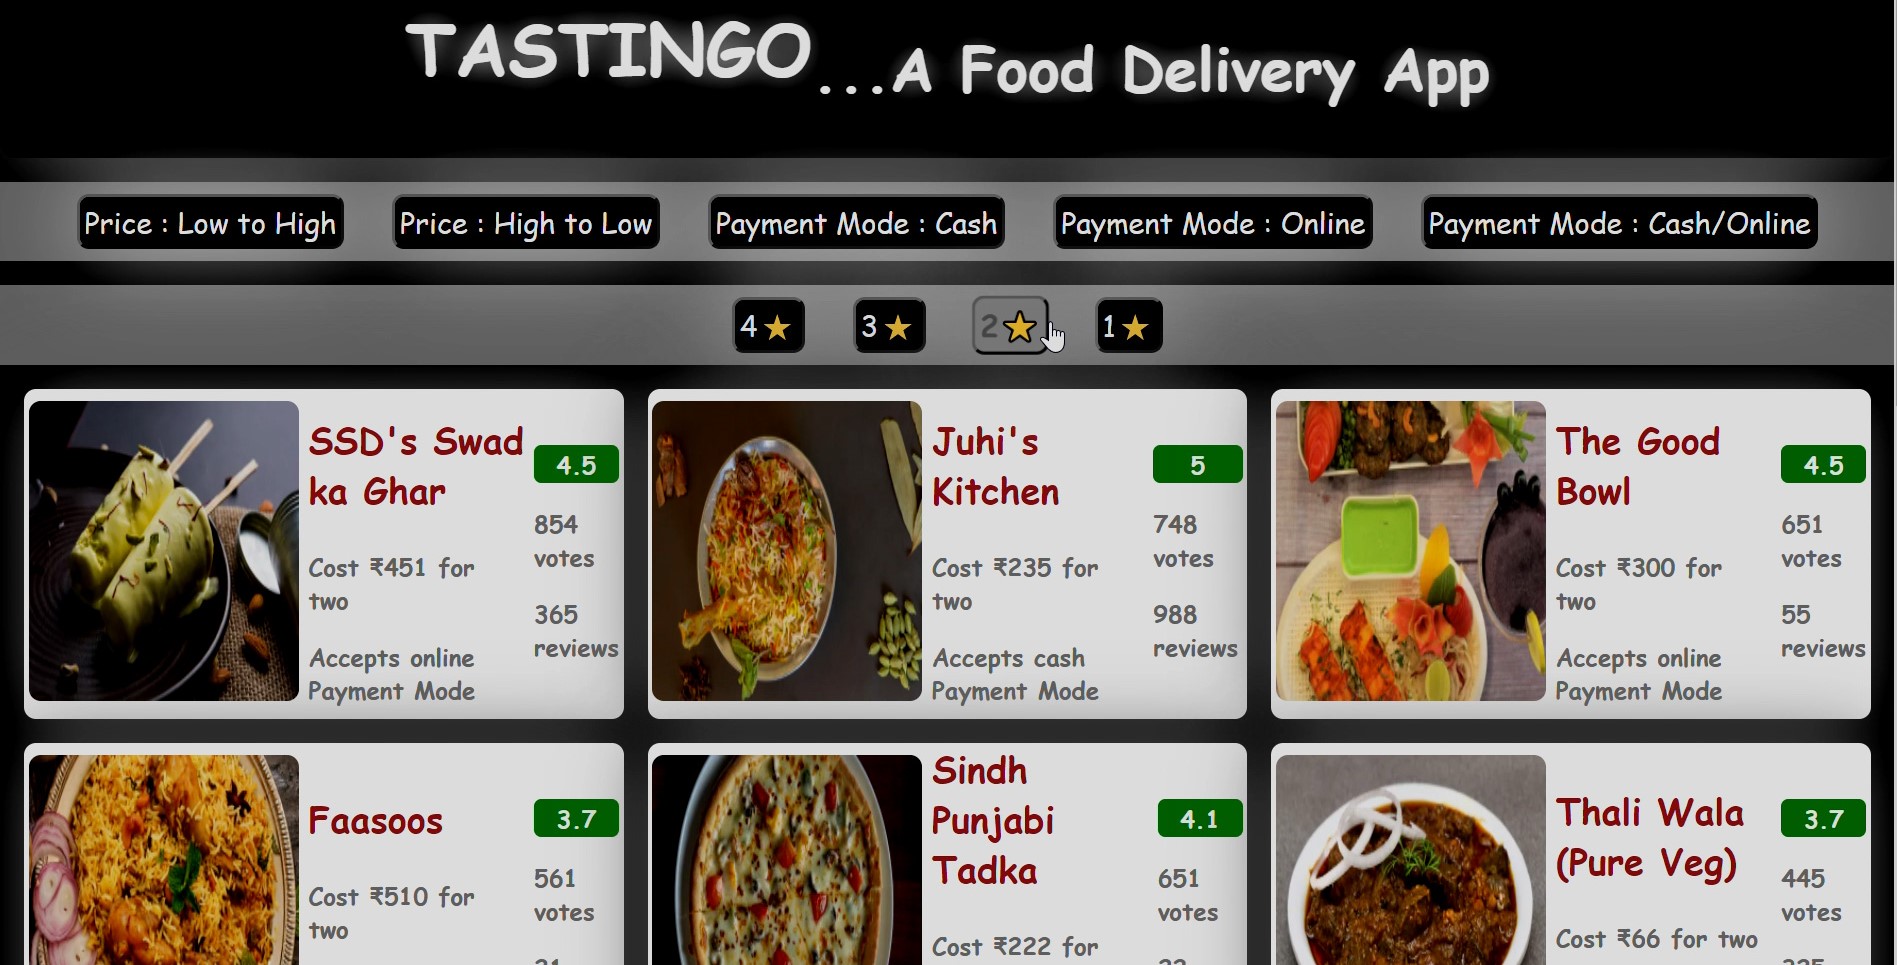 TASTINGO...A Food Delivery App
Price : Low to High
Price : High to Low
Payment Mode : Cash
Payment Mode : Online
Payment Mode : Cash/Online
4
3
2
1
SSD's Swad
ka Ghar
Cost ₹451 for
two
Accepts online
Payment Mode
4.5
854
votes
365
reviews
Juhi's
Kitchen
Cost ₹235 for
two
Accepts cash
Payment Mode
5
748
votes
988
reviews
The Good
Bowl
Cost ₹300 for
two
Accepts online
Payment Mode
4.5
651
votes
55
reviews
Faasoos
Cost ₹510 for
two
3.7
561
votes
Sindh
Punjabi
Tadka
Cost ₹222 for
4.1
651
votes
Thali Wala
(Pure Veg)
Cost ₹66 for two
3.7
445
votes